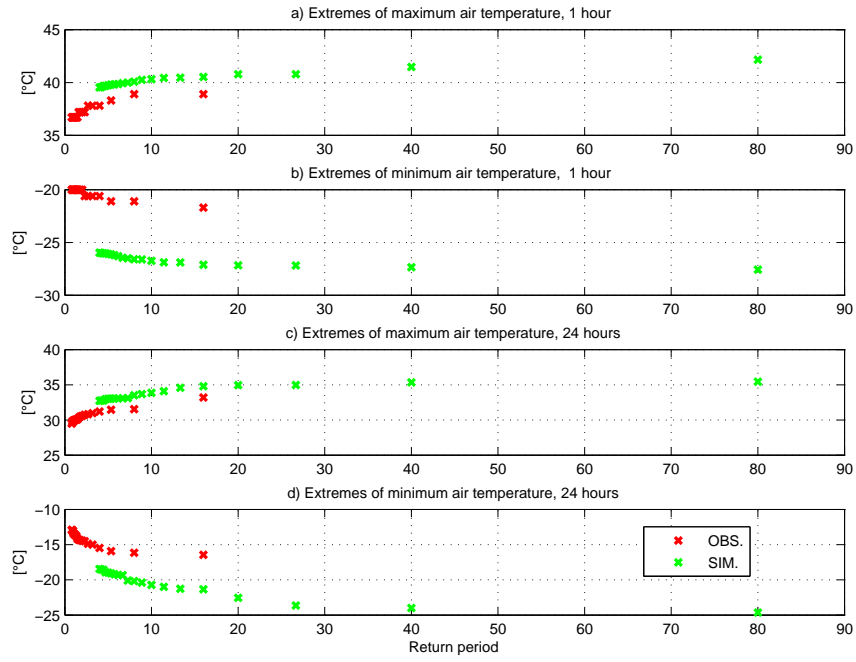 a) Extremes of maximum air temperature, 1 hour
45
40
35
[°C]
0 10 20 30 40 50 60 70 80 90
b) Extremes of minimum air temperature, 1 hour
−20
−25
−30
[°C]
0 10 20 30 40 50 60 70 80 90
c) Extremes of maximum air temperature, 24 hours
40
35
30
25
[°C]
0 10 20 30 40 50 60 70 80 90
d) Extremes of minimum air temperature, 24 hours
−10
−15
−20
−25
[°C]
OBS.
SIM.
0 10 20 30 40 50 60 70 80 90
Return period